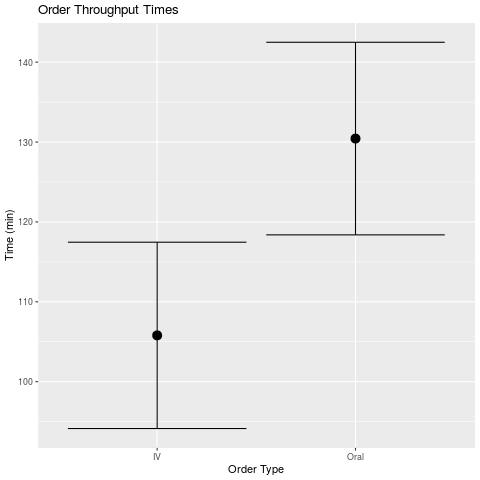 Order Throughput Times
Time (min)
140
130
120
110
100
IV
Oral
Order Type